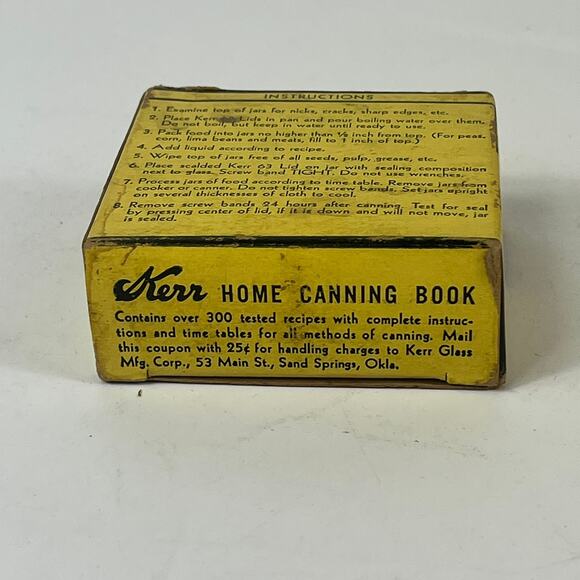 INSTRUCTIONS
1. Examine top of jars for nicks, cracks, sharp edges, etc.
2. Place Kerr Lids in pan and pour boiling water over them.
Do not boil, but keep in water until ready to use.
3. Pack food into jars no higher than ½ inch from top. (For peas,
corn, lima beans and meats, fill to 1 inch of top.)
4. Add liquid according to recipe.
5. Wipe top of jars free of all seeds, pulp, grease, etc.
6. Place scalded Kerr 63 Lid on jar with sealing composition
next to glass. Screw band TIGHT. Do not use wrenches.
7. Process jars of food according to time table. Remove jars from
cooker or canner. Do not tighten screw bands. Set jars upright
on several thicknesses of cloth to cool.
8. Remove screw bands 24 hours after canning. Test for seal
by pressing center of lid, if it is down and will not move, jar
is sealed.
Kerr HOME CANNING BOOK
Contains over 300 tested recipes with complete instruc-
tions and time tables for all methods of canning. Mail
this coupon with 25¢ for handling charges to Kerr Glass
Mfg. Corp., 53 Main St., Sand Springs, Okla.